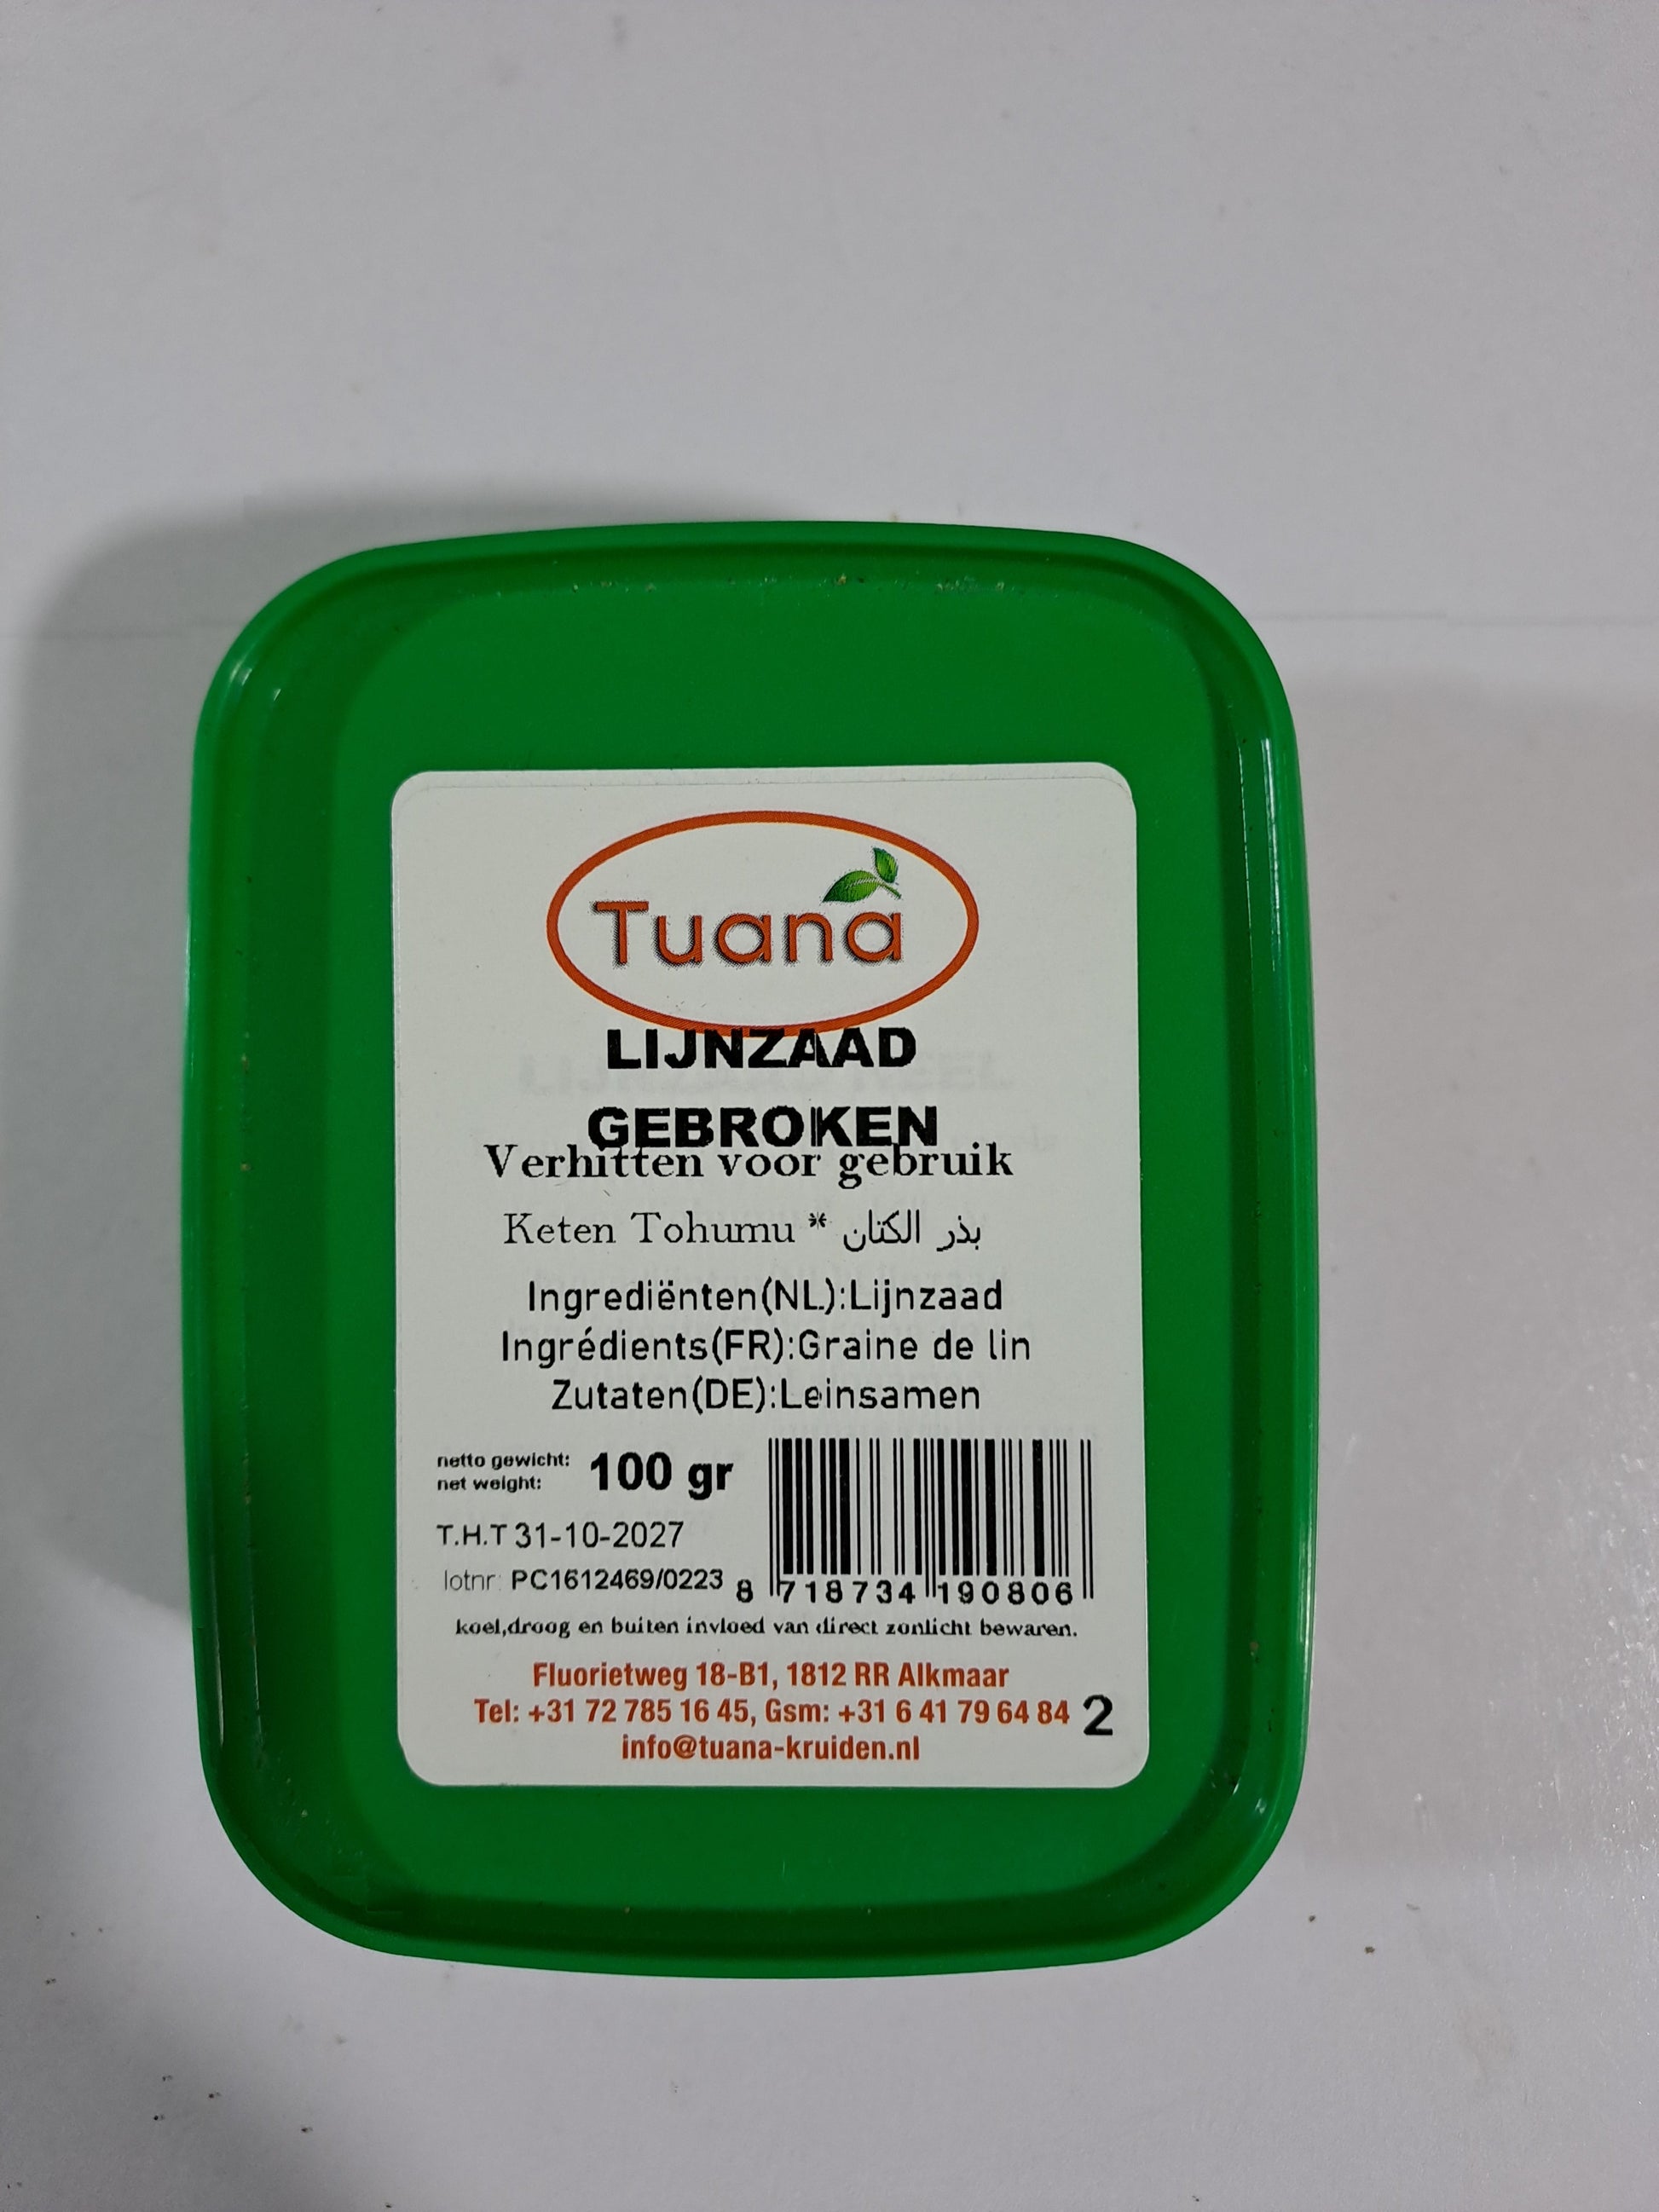 Tuana
LIJNZAAD
GEBROKEN
Verhitten voor gebruik
Keten Tohumu * بذر الكتان
Ingrediënten(NL):Lijnzaad
Ingrédients(FR):Graine de lin
Zutaten(DE):Leinsamen
netto gewicht:
net weight:
100 gr
T.H.T 31-10-2027
lotnr: PC1612469/0223
8 718734 190806
koel,droog en buiten invloed van direct zonlicht bewaren.
Fluorietweg 18-B1, 1812 RR Alkmaar
Tel: +31 72 785 16 45, Gsm: +31 6 41 79 64 84 2
info@tuana-kruiden.nl